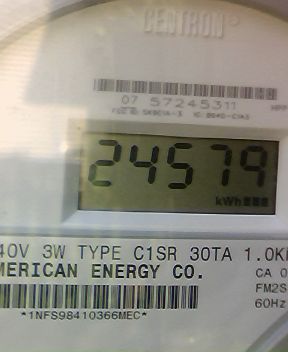 CENTRON®
07 57245311
24579
kWh
40V 3W TYPE C1SR 30TA 1.0K
MERICAN ENERGY CO.
CA 0
FM2S
60Hz
*1NFS98410366MEC*